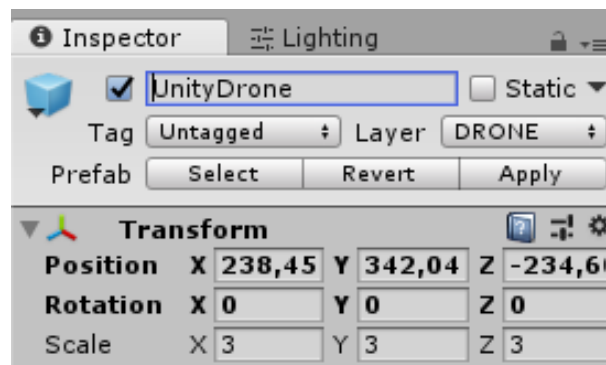 Inspector Lighting
UnityDrone Static
Tag Untagged Layer DRONE
Prefab Select Revert Apply
Transform
Position X 238,45 Y 342,04 Z
Rotation X 0 Y 0 Z 0
Scale X 3 Y 3 Z 3